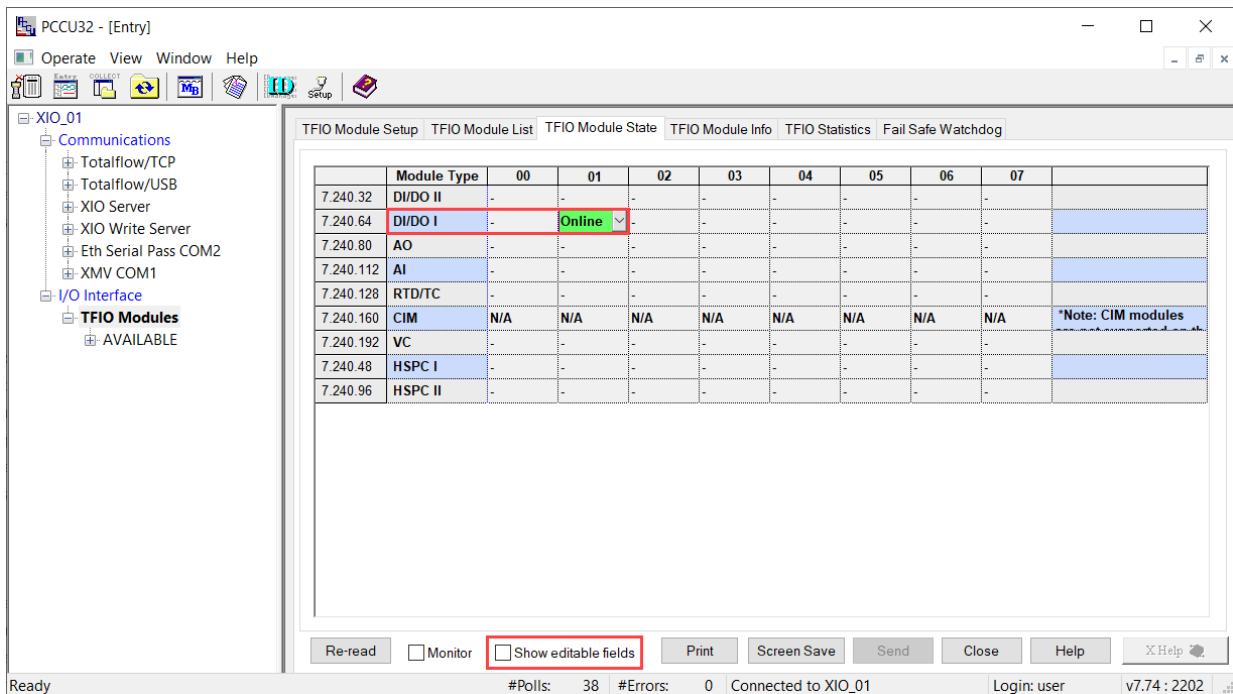 PCCU32 - [Entry]
Operate View Window Help
Entry COLLECT MB Setup
XIO_01
Communications
Totalflow/TCP
Totalflow/USB
XIO Server
XIO Write Server
Eth Serial Pass COM2
XMV COM1
I/O Interface
TFIO Modules
AVAILABLE
TFIO Module Setup TFIO Module List TFIO Module State TFIO Module Info TFIO Statistics Fail Safe Watchdog
Module Type 00 01 02 03 04 05 06 07
7.240.32 DI/DO II - - - - - - - -
7.240.64 DI/DO I - Online - - - - - -
7.240.80 AO - - - - - - - -
7.240.112 AI - - - - - - - -
7.240.128 RTD/TC - - - - - - - -
7.240.160 CIM N/A N/A N/A N/A N/A N/A N/A N/A *Note: CIM modules
7.240.192 VC - - - - - - - -
7.240.48 HSPC I - - - - - - - -
7.240.96 HSPC II - - - - - - - -
Re-read Monitor Show editable fields Print Screen Save Send Close Help X Help
Ready #Polls: 38 #Errors: 0 Connected to XIO_01 Login: user v7.74 : 2202